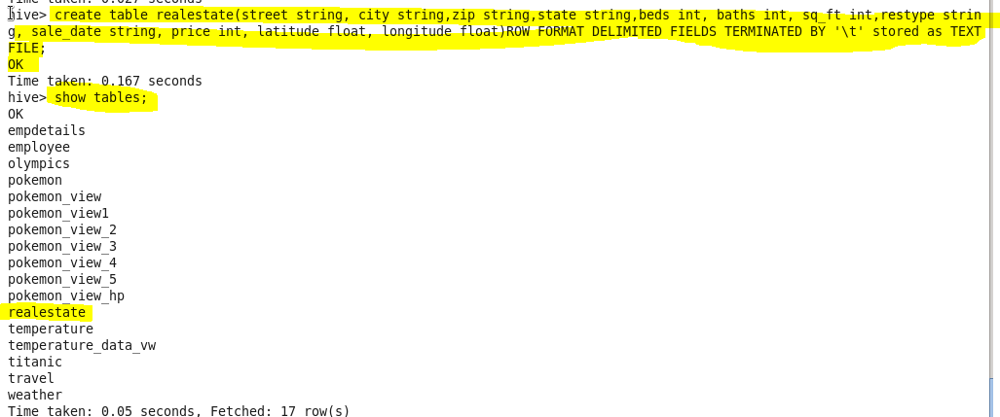 Time taken: 0.027 seconds
hive> create table realestate(street string, city string,zip string,state string,beds int, baths int, sq_ft int,restype strin
g, sale_date string, price int, latitude float, longitude float)ROW FORMAT DELIMITED FIELDS TERMINATED BY '\t' stored as TEXT
FILE;
OK
Time taken: 0.167 seconds
hive> show tables;
OK
empdetails
employee
olympics
pokemon
pokemon_view
pokemon_view1
pokemon_view_2
pokemon_view_3
pokemon_view_4
pokemon_view_5
pokemon_view_hp
realestate
temperature
temperature_data_vw
titanic
travel
weather
Time taken: 0.05 seconds, Fetched: 17 row(s)